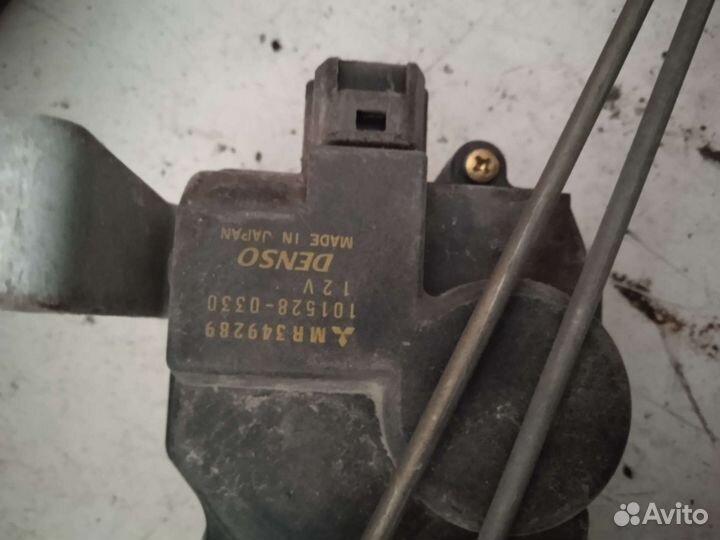 MR349289
101528-0330
12V
DENSO
MADE IN JAPAN
Avito